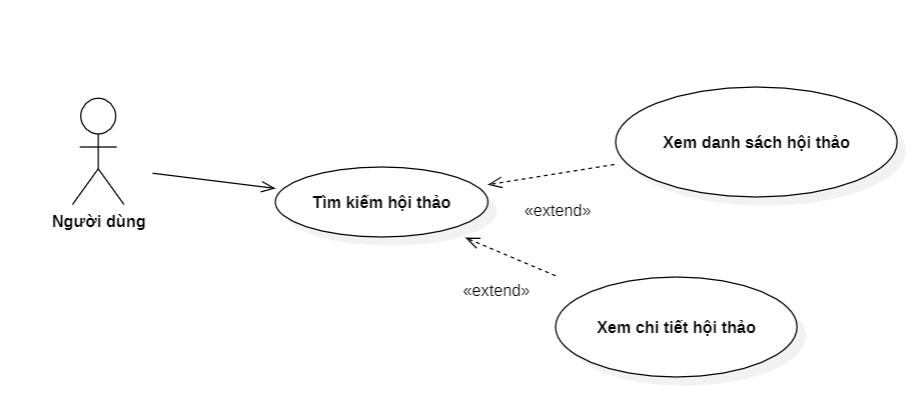 Xem danh sách hội thảo
Tìm kiếm hội thảo
«extend»
Người dùng
«extend»
Xem chi tiết hội thảo